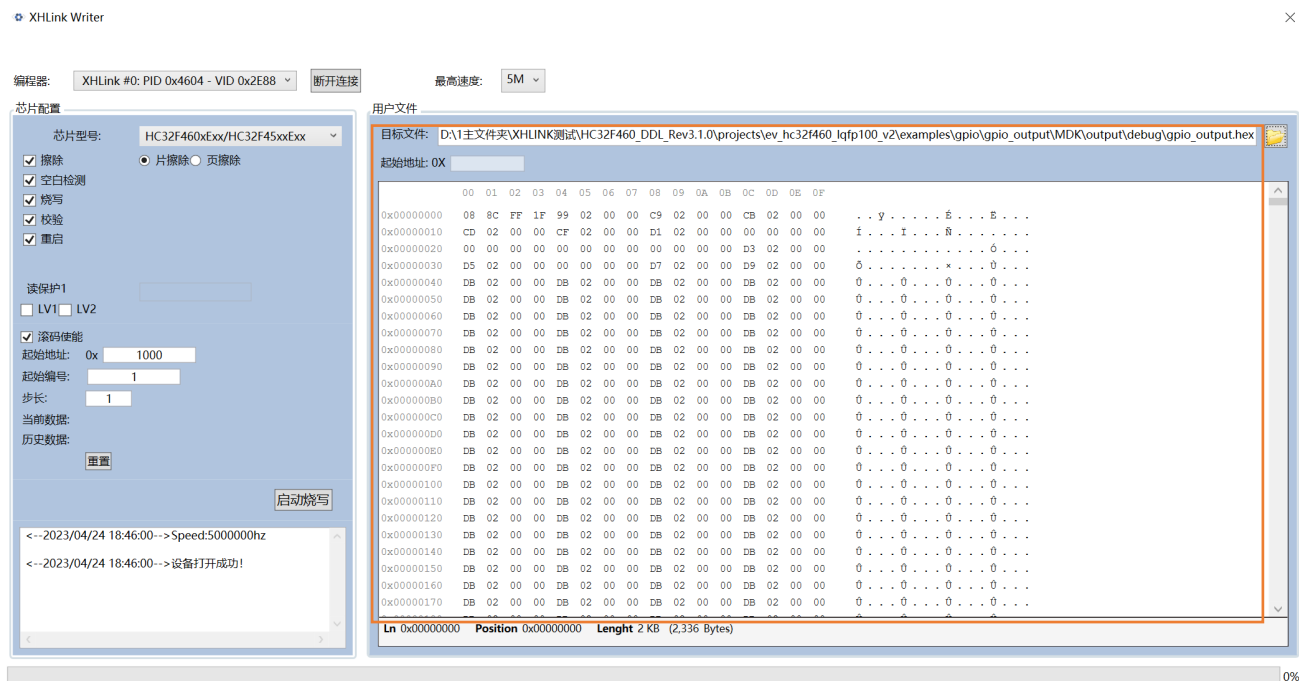 XHLink Writer
编程器: XHLink #0: PID 0x4604 - VID 0x2E88 断开连接 最高速度: 5M
芯片配置
芯片型号: HC32F460xExx/HC32F45xxExx
擦除 片擦除 页擦除
空白检测
烧写
校验
重启
读保护1
LV1 LV2
滚码使能
起始地址: 0x 1000
起始编号: 1
步长: 1
当前数据:
历史数据:
重置
启动烧写
<--2023/04/24 18:46:00-->Speed:5000000hz
<--2023/04/24 18:46:00-->设备打开成功!
用户文件
目标文件: D:\1主文件夹\XHLINK测试\HC32F460_DDL_Rev3.1.0\projects\ev_hc32f460_lqfp100_v2\examples\gpio\gpio_output\MDK\output\debug\gpio_output.hex
起始地址: 0X
00 01 02 03 04 05 06 07 08 09 0A 0B 0C 0D 0E 0F
0x00000000 08 8C FF 1F 99 02 00 00 C9 02 00 00 CB 02 00 00 . . ÿ . . . . . É . . . Ë . . .
0x00000010 CD 02 00 00 CF 02 00 00 D1 02 00 00 00 00 00 00 Í . . . Ï . . . Ñ . . . . . . .
0x00000020 00 00 00 00 00 00 00 00 00 00 00 00 D3 02 00 00 . . . . . . . . . . . . Ó . . .
0x00000030 D5 02 00 00 00 00 00 00 D7 02 00 00 D9 02 00 00 Õ . . . . . . . × . . . Ù . . .
0x00000040 DB 02 00 00 DB 02 00 00 DB 02 00 00 DB 02 00 00 Û . . . Û . . . Û . . . Û . . .
0x00000050 DB 02 00 00 DB 02 00 00 DB 02 00 00 DB 02 00 00 Û . . . Û . . . Û . . . Û . . .
0x00000060 DB 02 00 00 DB 02 00 00 DB 02 00 00 DB 02 00 00 Û . . . Û . . . Û . . . Û . . .
0x00000070 DB 02 00 00 DB 02 00 00 DB 02 00 00 DB 02 00 00 Û . . . Û . . . Û . . . Û . . .
0x00000080 DB 02 00 00 DB 02 00 00 DB 02 00 00 DB 02 00 00 Û . . . Û . . . Û . . . Û . . .
0x00000090 DB 02 00 00 DB 02 00 00 DB 02 00 00 DB 02 00 00 Û . . . Û . . . Û . . . Û . . .
0x000000A0 DB 02 00 00 DB 02 00 00 DB 02 00 00 DB 02 00 00 Û . . . Û . . . Û . . . Û . . .
0x000000B0 DB 02 00 00 DB 02 00 00 DB 02 00 00 DB 02 00 00 Û . . . Û . . . Û . . . Û . . .
0x000000C0 DB 02 00 00 DB 02 00 00 DB 02 00 00 DB 02 00 00 Û . . . Û . . . Û . . . Û . . .
0x000000D0 DB 02 00 00 DB 02 00 00 DB 02 00 00 DB 02 00 00 Û . . . Û . . . Û . . . Û . . .
0x000000E0 DB 02 00 00 DB 02 00 00 DB 02 00 00 DB 02 00 00 Û . . . Û . . . Û . . . Û . . .
0x000000F0 DB 02 00 00 DB 02 00 00 DB 02 00 00 DB 02 00 00 Û . . . Û . . . Û . . . Û . . .
0x00000100 DB 02 00 00 DB 02 00 00 DB 02 00 00 DB 02 00 00 Û . . . Û . . . Û . . . Û . . .
0x00000110 DB 02 00 00 DB 02 00 00 DB 02 00 00 DB 02 00 00 Û . . . Û . . . Û . . . Û . . .
0x00000120 DB 02 00 00 DB 02 00 00 DB 02 00 00 DB 02 00 00 Û . . . Û . . . Û . . . Û . . .
0x00000130 DB 02 00 00 DB 02 00 00 DB 02 00 00 DB 02 00 00 Û . . . Û . . . Û . . . Û . . .
0x00000140 DB 02 00 00 DB 02 00 00 DB 02 00 00 DB 02 00 00 Û . . . Û . . . Û . . . Û . . .
0x00000150 DB 02 00 00 DB 02 00 00 DB 02 00 00 DB 02 00 00 Û . . . Û . . . Û . . . Û . . .
0x00000160 DB 02 00 00 DB 02 00 00 DB 02 00 00 DB 02 00 00 Û . . . Û . . . Û . . . Û . . .
0x00000170 DB 02 00 00 DB 02 00 00 DB 02 00 00 DB 02 00 00 Û . . . Û . . . Û . . . Û . . .
Ln 0x00000000 Position 0x00000000 Lenght 2 KB (2,336 Bytes)
0%